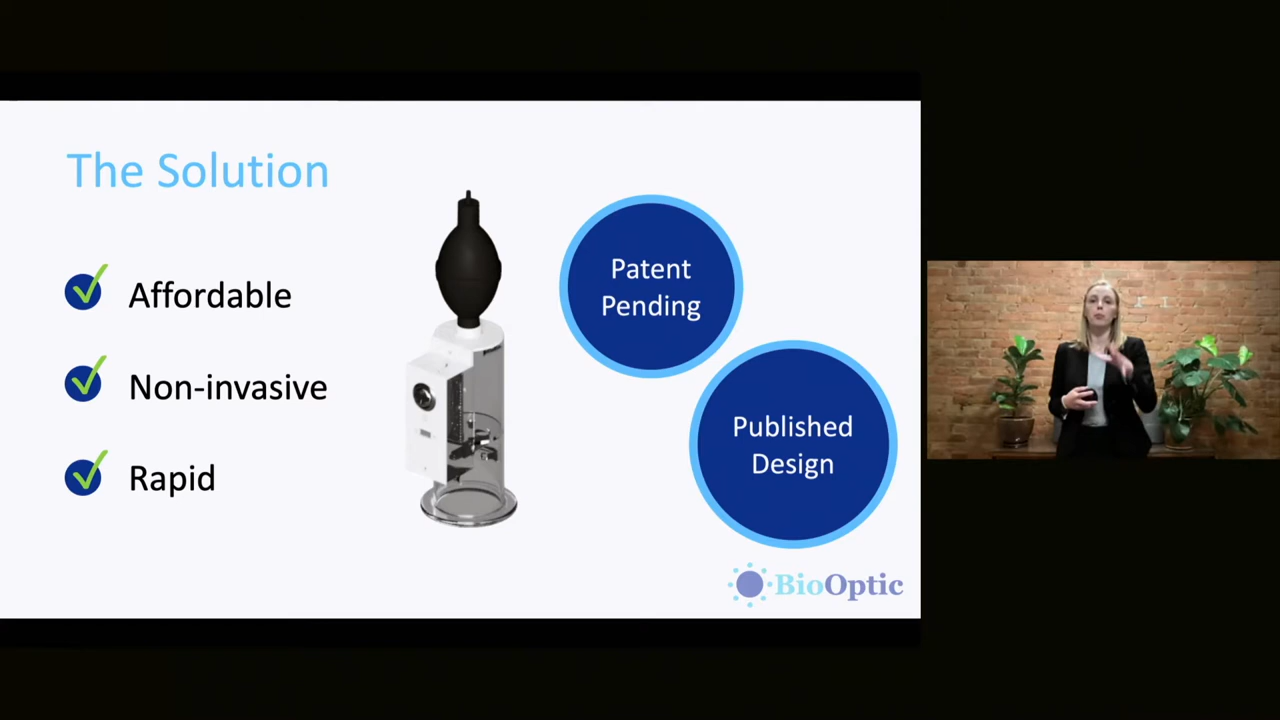 The Solution
Affordable
Non-invasive
Rapid
Patent
Pending
Published
Design
BioOptic